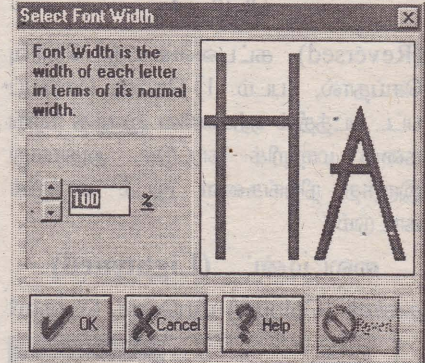 Select Font Width
Font Width is the
width of each letter
in terms of its normal
width.
HA
100 %
OK
Cancel
? Help